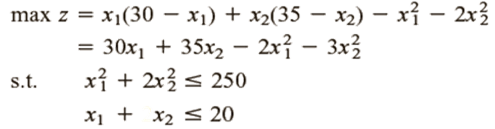 max z = x₁(30 − x₁) + x₂(35 − x₂) − x₁² − 2x₂²
= 30x₁ + 35x₂ − 2x₁² − 3x₂²
s.t. x₁² + 2x₂² ≤ 250
x₁ + x₂ ≤ 20